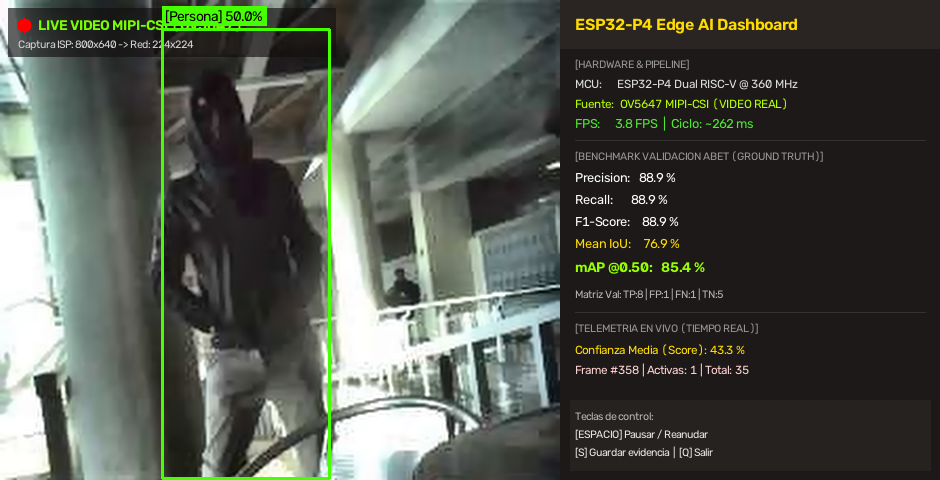 [Persona] 50.0%
LIVE VIDEO MIPI-CSI
Captura ISP: 800x640 -> Red: 224x224
ESP32-P4 Edge AI Dashboard
[HARDWARE & PIPELINE]
MCU: ESP32-P4 Dual RISC-V @ 360 MHz
Fuente: OV5647 MIPI-CSI (VIDEO REAL)
FPS: 3.8 FPS | Ciclo: ~262 ms
[BENCHMARK VALIDACION ABET (GROUND TRUTH)]
Precision: 88.9 %
Recall: 88.9 %
F1-Score: 88.9 %
Mean IoU: 76.9 %
mAP @0.50: 85.4 %
Matriz Val: TP:8 | FP:1 | FN:1 | TN:5
[TELEMETRIA EN VIVO (TIEMPO REAL)]
Confianza Media (Score): 43.3 %
Frame #358 | Activas: 1 | Total: 35
Teclas de control:
[ESPACIO] Pausar / Reanudar
[S] Guardar evidencia | [Q] Salir